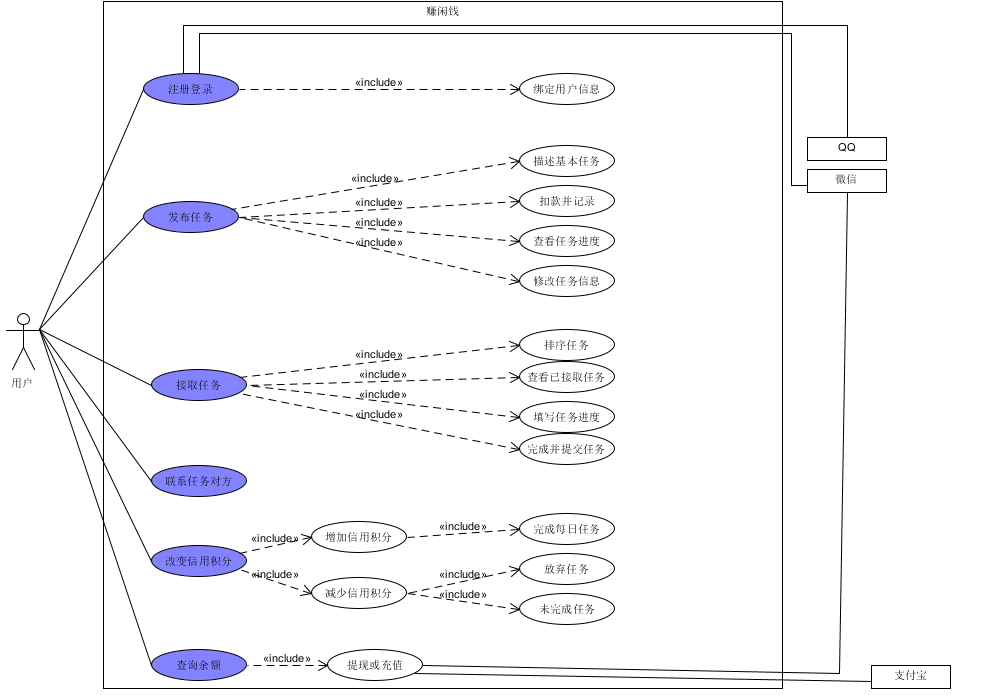 赚闲钱
注册登录
«include»
绑定用户信息
QQ
微信
发布任务
«include»
描述基本任务
«include»
扣款并记录
«include»
查看任务进度
«include»
修改任务信息
用户
接取任务
«include»
排序任务
«include»
查看已接取任务
«include»
填写任务进度
«include»
完成并提交任务
联系任务对方
改变信用积分
«include»
增加信用积分
«include»
完成每日任务
«include»
减少信用积分
«include»
放弃任务
«include»
未完成任务
查询余额
«include»
提现或充值
支付宝